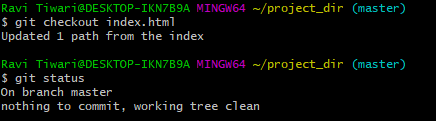 Ravi Tiwari@DESKTOP-IKN7B9A MINGW64 ~/project_dir (master)
$ git checkout index.html
Updated 1 path from the index
Ravi Tiwari@DESKTOP-IKN7B9A MINGW64 ~/project_dir (master)
$ git status
On branch master
nothing to commit, working tree clean